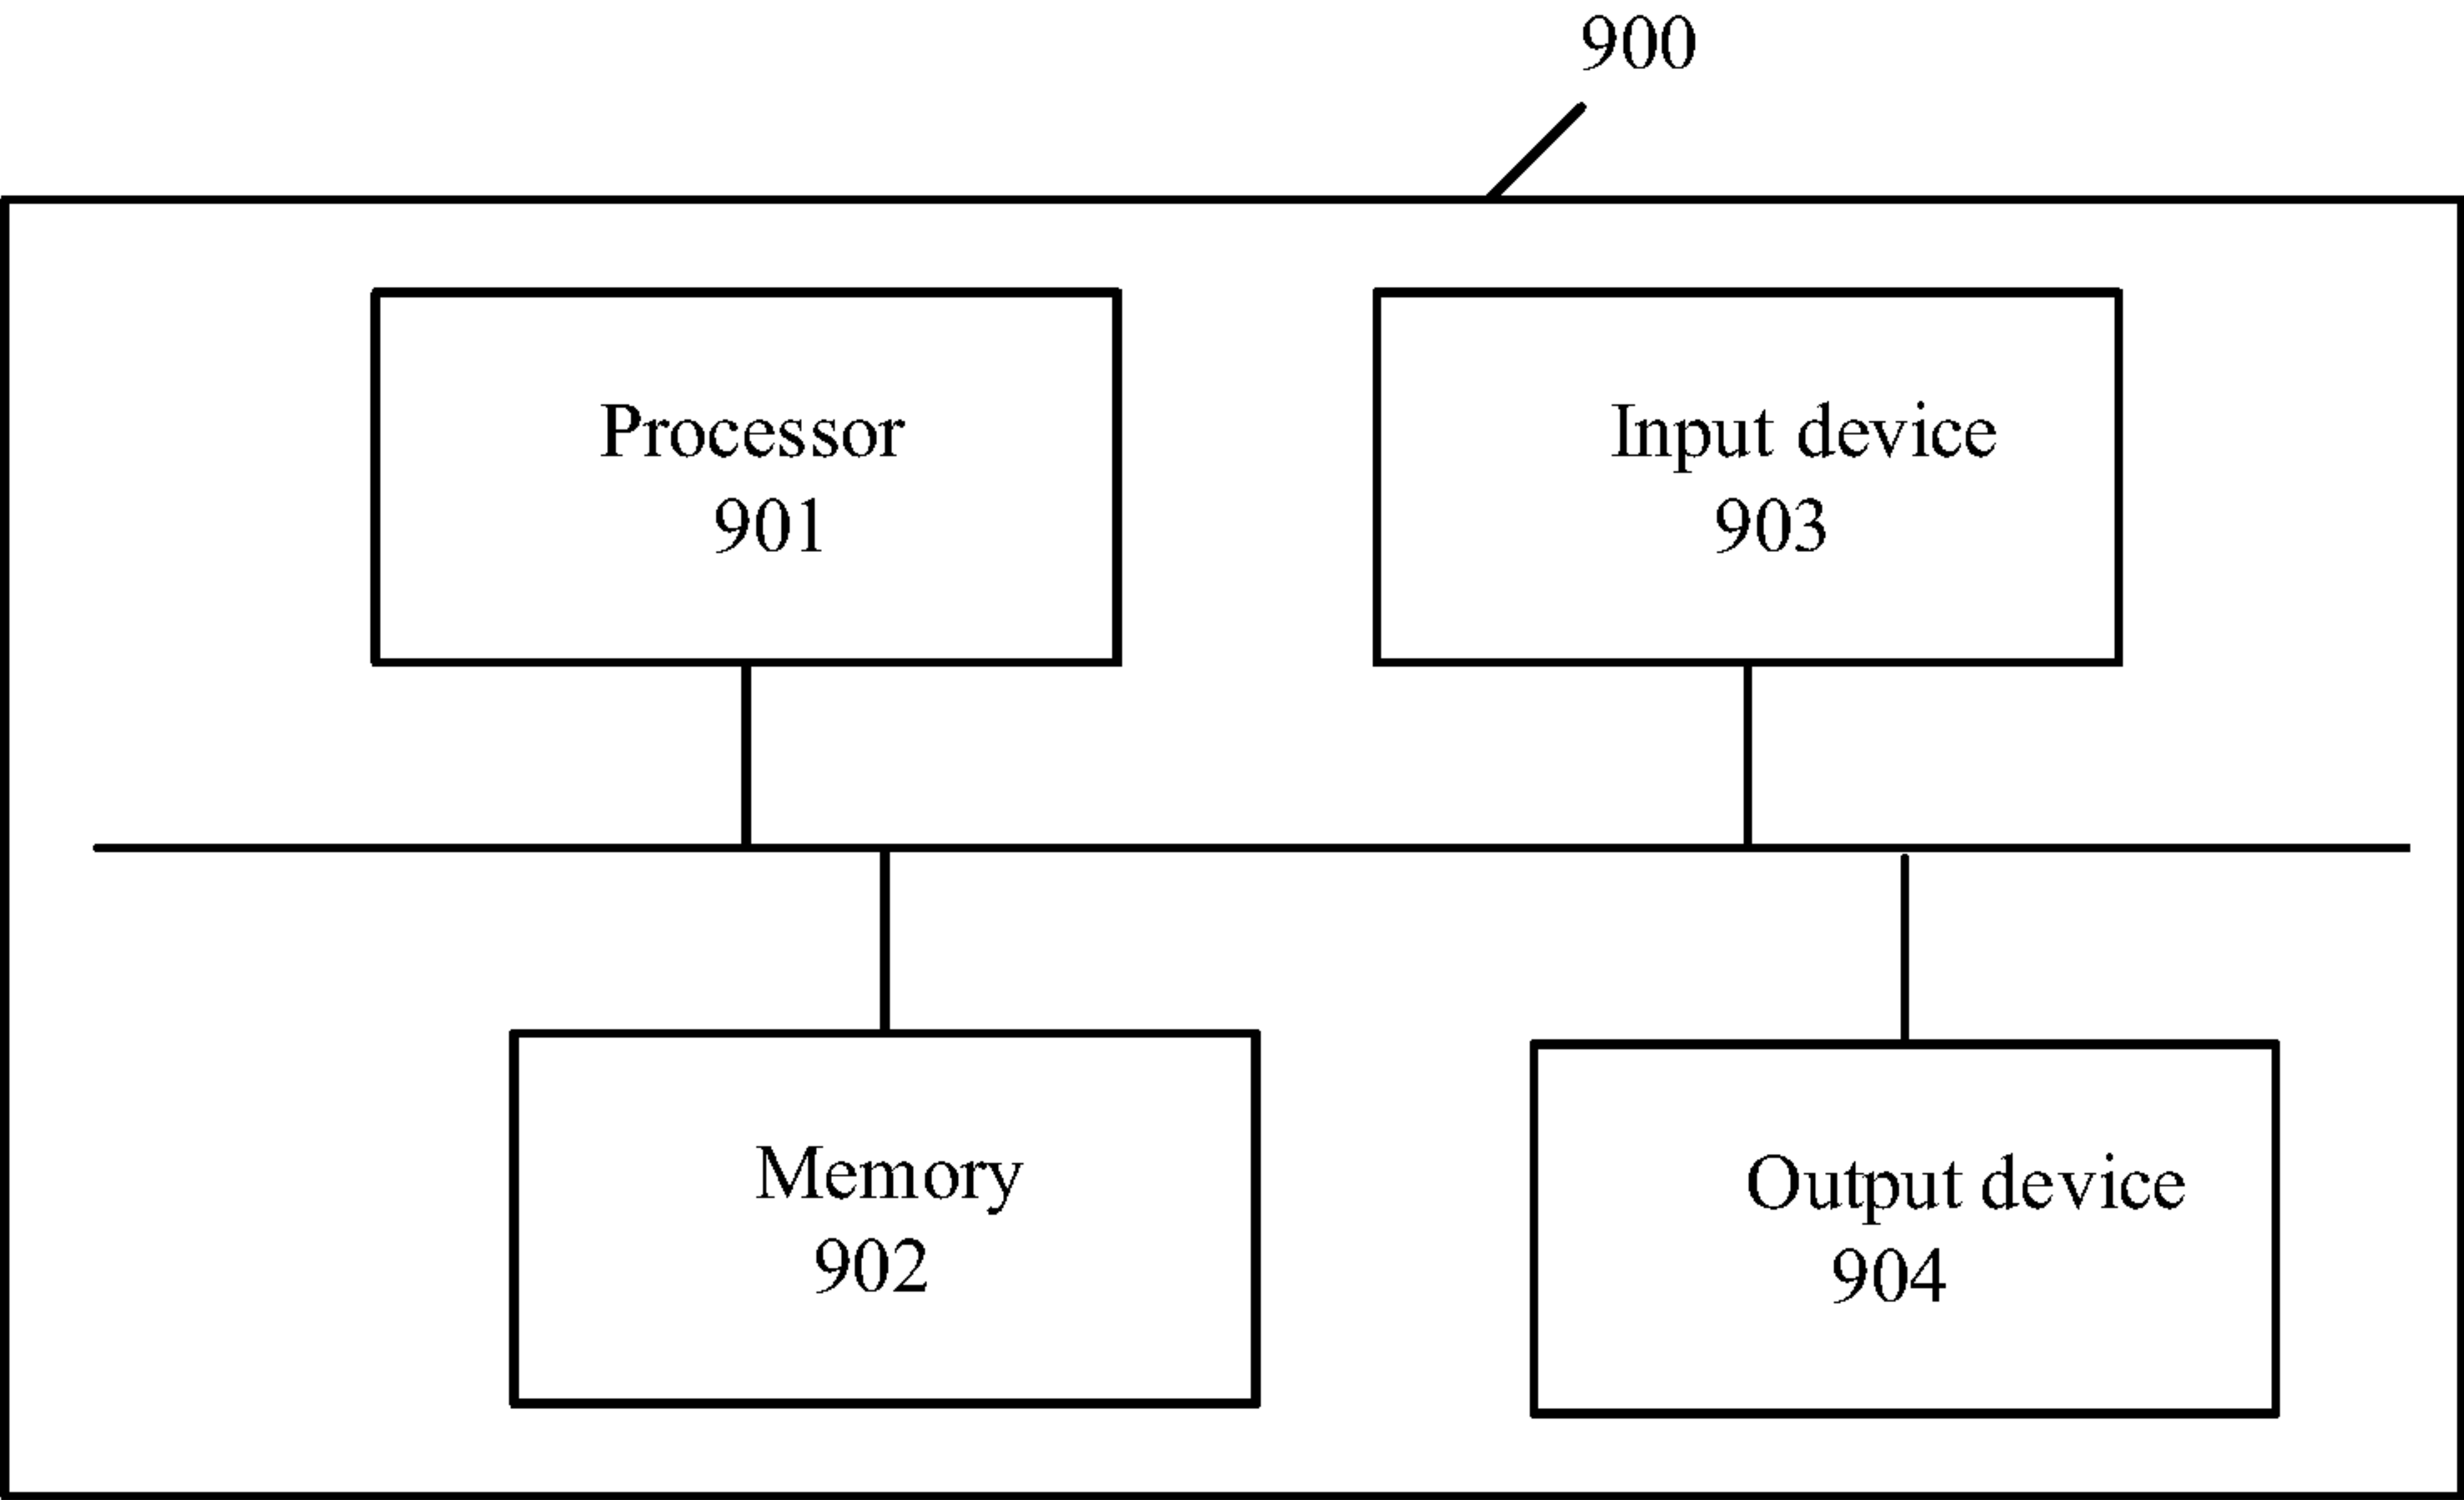 900
Processor
901
Input device
903
Memory
902
Output device
904